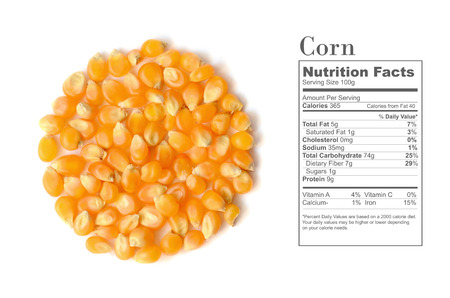 Corn
Nutrition Facts
Serving Size 100g
Amount Per Serving
Calories 365 Calories from Fat 40
% Daily Value*
Total Fat 5g 7%
Saturated Fat 1g 3%
Cholesterol 0mg 0%
Sodium 35mg 1%
Total Carbohydrate 74g 25%
Dietary Fiber 7g 29%
Sugars 1g
Protein 9g
Vitamin A 4% Vitamin C 0%
Calcium- 1% Iron 15%
*Percent Daily Values are based on a 2000 calorie diet.
Your daily values may be higher or lower depending
on your calorie needs.